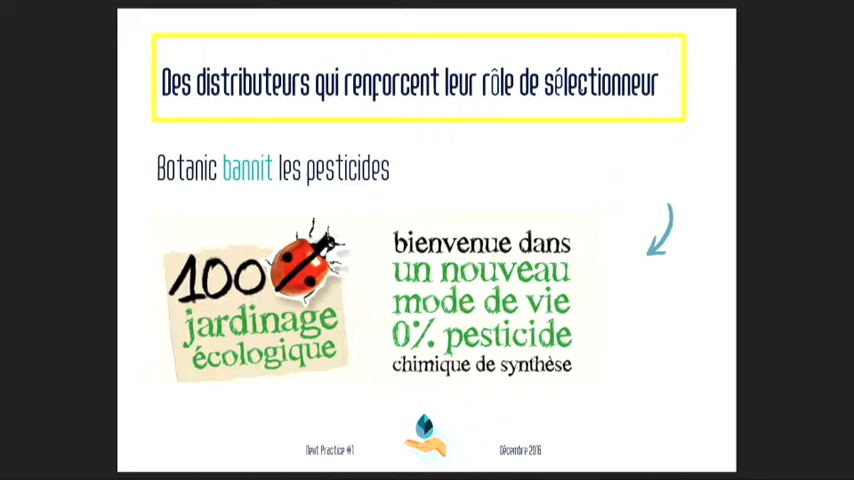 Des distributeurs qui renforcent leur rôle de sélectionneur
Botanic bannit les pesticides
100%
jardinage
écologique
bienvenue dans
un nouveau
mode de vie
0% pesticide
chimique de synthèse
Next Practice #1
Décembre 2016